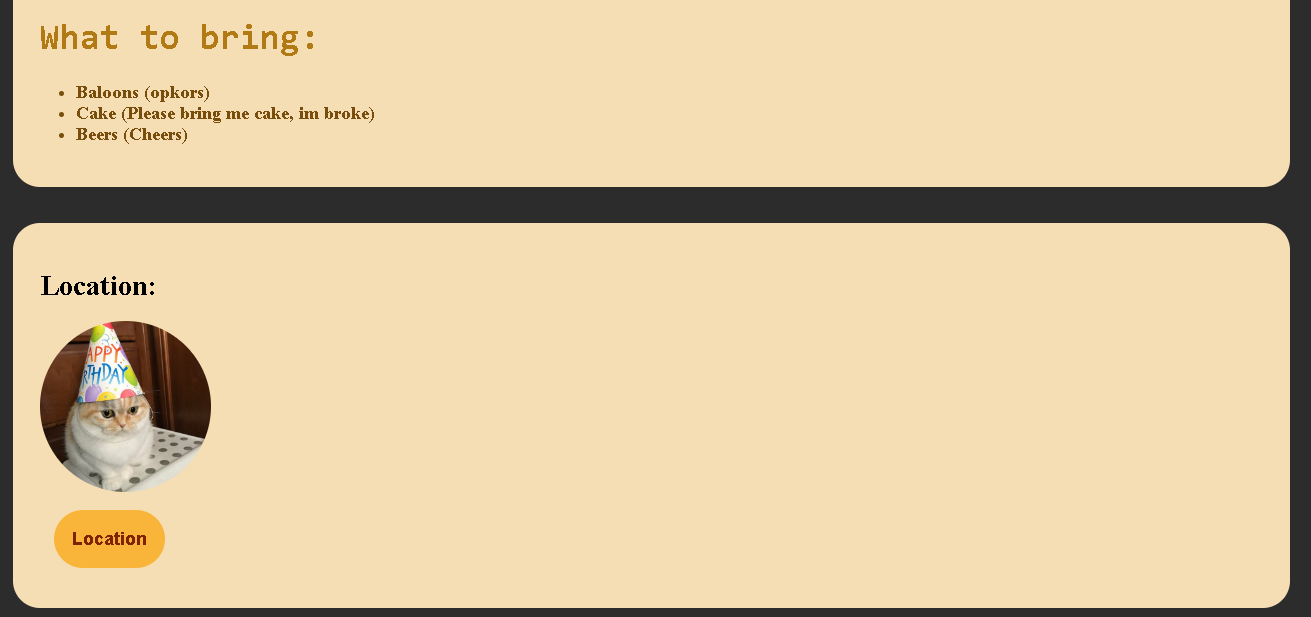 What to bring:
Baloons (opkors)
Cake (Please bring me cake, im broke)
Beers (Cheers)
Location:
APPY
RTHDAY
Location